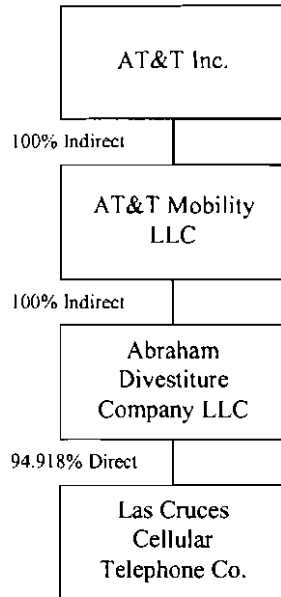 AT&T Inc.
100% Indirect
AT&T Mobility
LLC
100% Indirect
Abraham
Divestiture
Company LLC
94.918% Direct
Las Cruces
Cellular
Telephone Co.